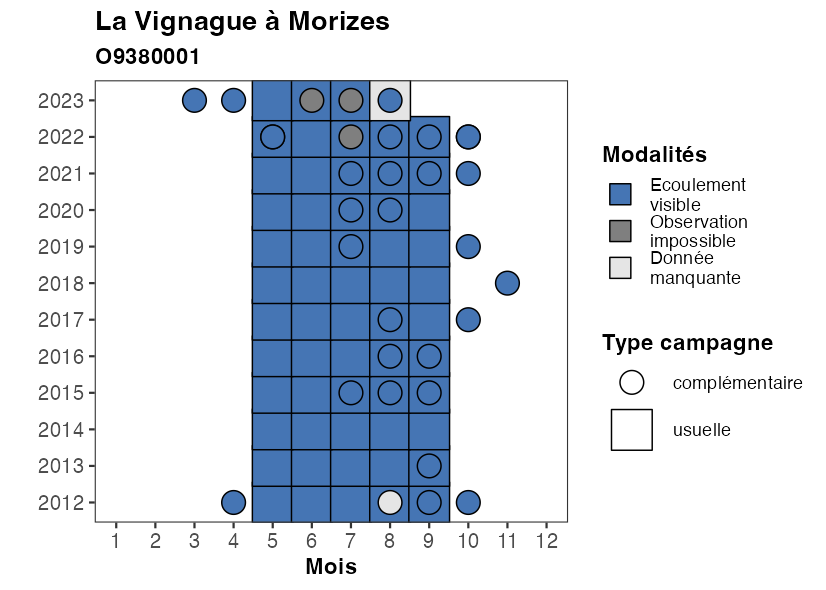 La Vignague à Morizes
O9380001
2023
2022
2021
2020
2019
2018
2017
2016
2015
2014
2013
2012
1 2 3 4 5 6 7 8 9 10 11 12
Mois
Modalités
Ecoulement
visible
Observation
impossible
Donnée
manquante
Type campagne
complémentaire
usuelle